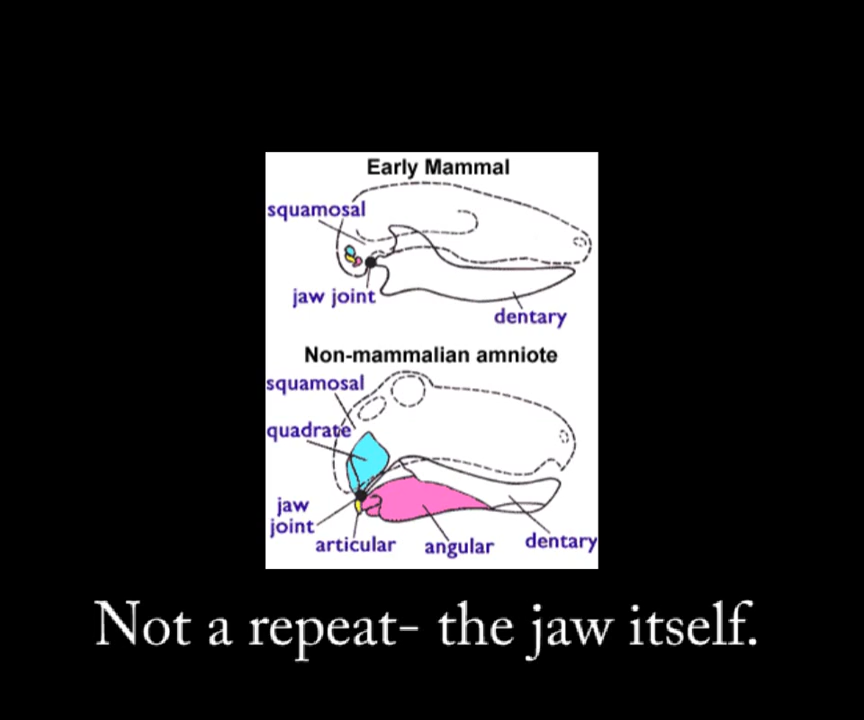 Early Mammal
squamosal
jaw joint
dentary
Non-mammalian amniote
squamosal
quadrate
jaw
joint
articular
angular
dentary
Not a repeat- the jaw itself.